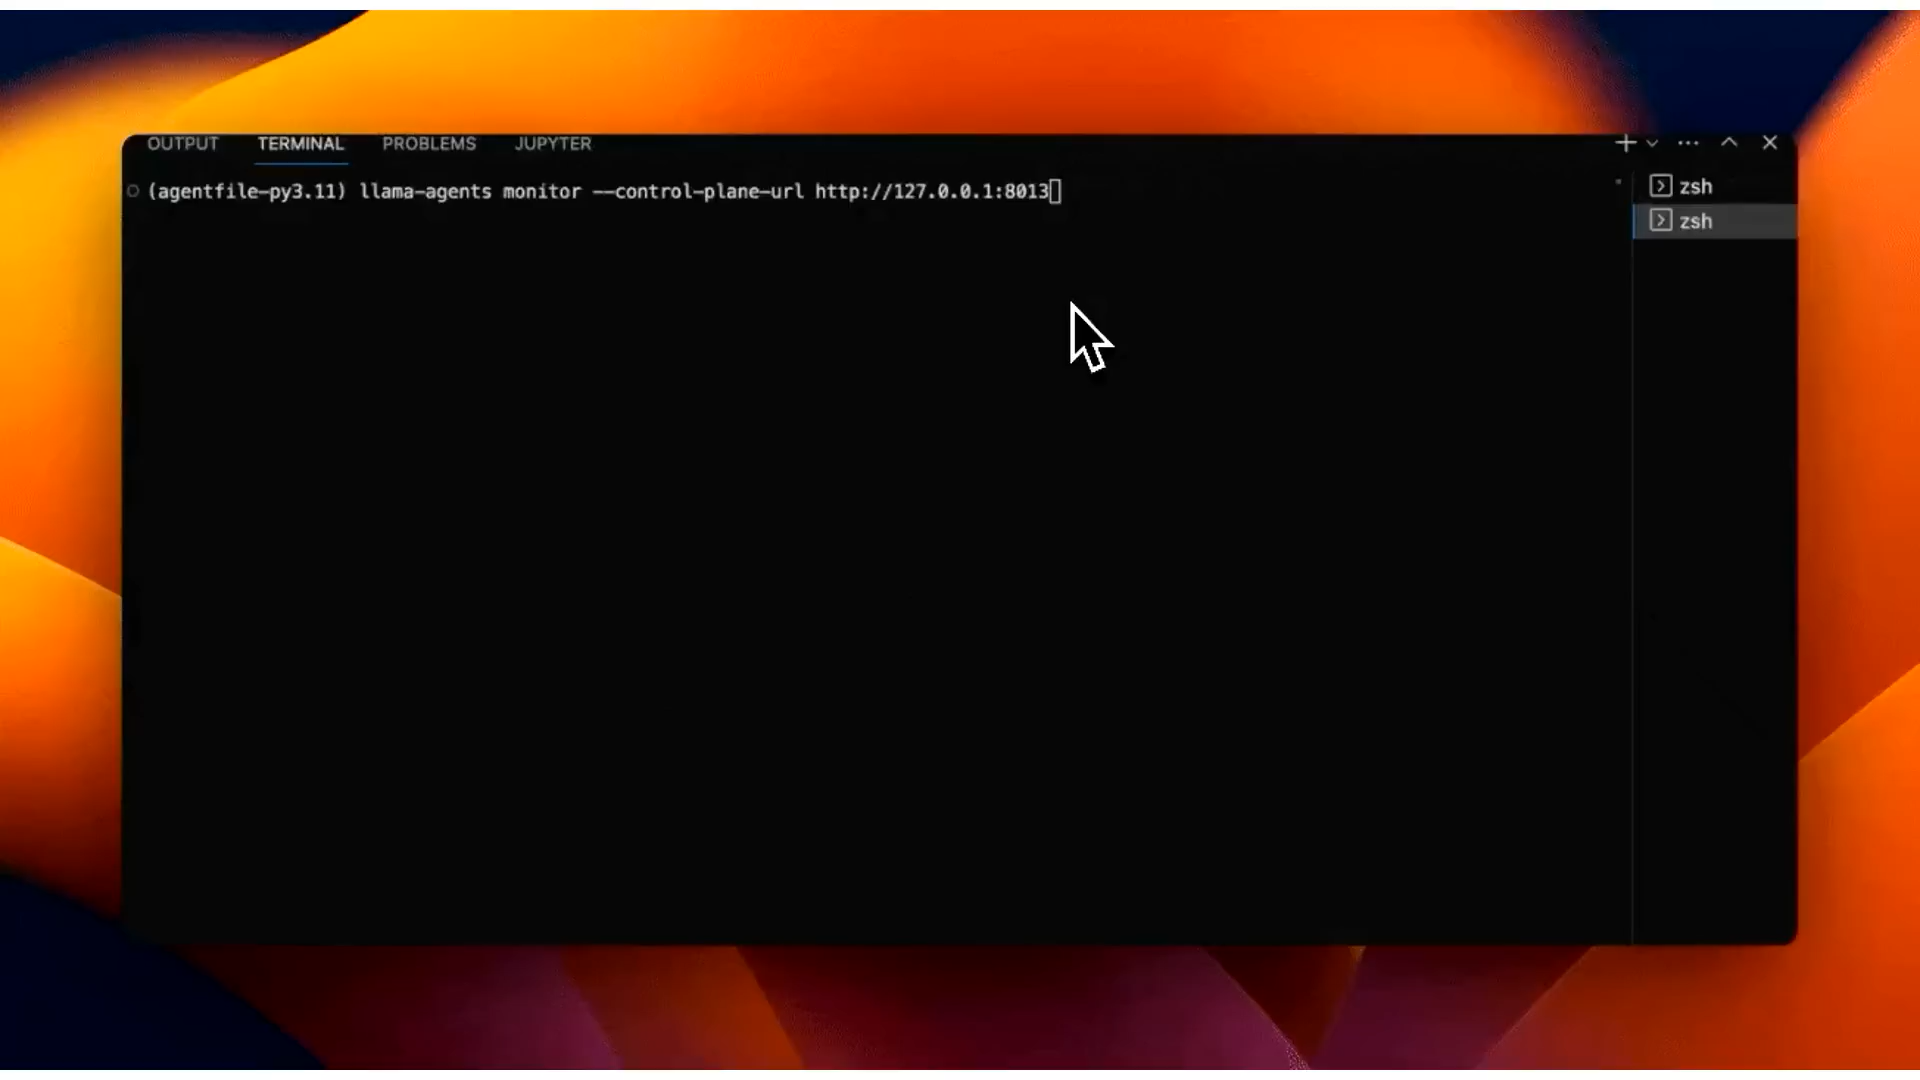 OUTPUT TERMINAL PROBLEMS JUPYTER
(agentfile-py3.11) llama-agents monitor --control-plane-url http://127.0.0.1:8013
zsh
zsh